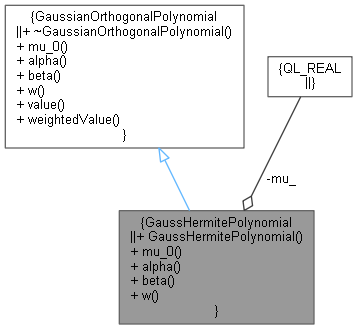 {GaussianOrthogonalPolynomial
||+ ~GaussianOrthogonalPolynomial()
+ mu_0()
+ alpha()
+ beta()
+ w()
+ value()
+ weightedValue()
}
{QL_REAL
||}
-mu_
{GaussHermitePolynomial
||+ GaussHermitePolynomial()
+ mu_0()
+ alpha()
+ beta()
+ w()
}